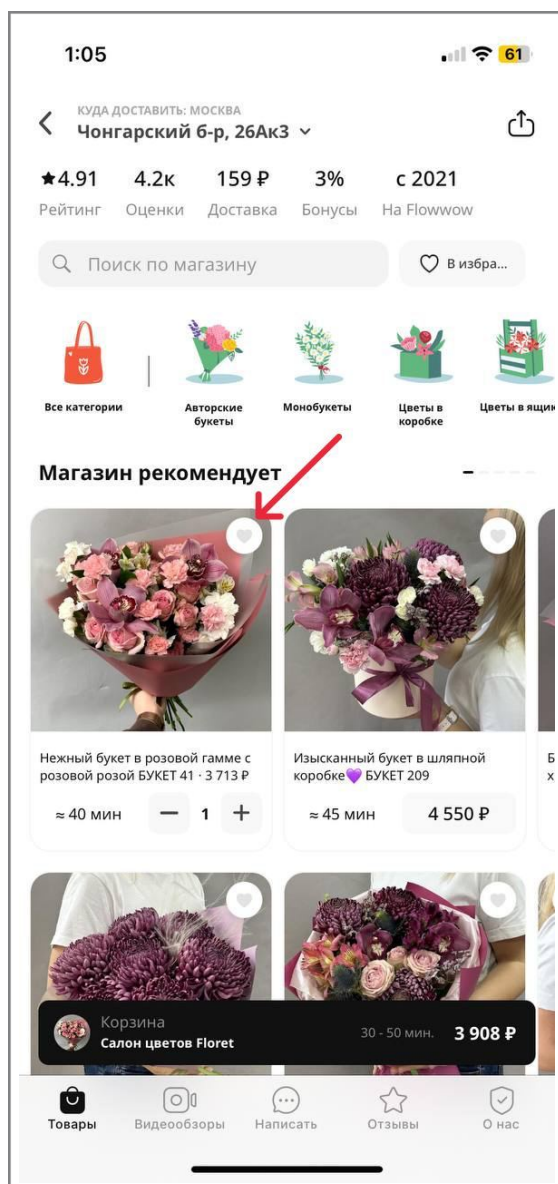 1:05
61
КУДА ДОСТАВИТЬ: МОСКВА
Чонгарский б-р, 26Ак3
★4.91 4.2к 159 ₽ 3% с 2021
Рейтинг Оценки Доставка Бонусы На Flowwow
Поиск по магазину
В избра...
Все категории
Авторские
букеты
Монобукеты
Цветы в
коробке
Цветы в ящик
Магазин рекомендует
Нежный букет в розовой гамме с
розовой розой БУКЕТ 41 · 3 713 ₽
≈ 40 мин — 1 +
Изысканный букет в шляпной
коробке💜 БУКЕТ 209
≈ 45 мин 4 550 ₽
Корзина
Салон цветов Floret
30 - 50 мин. 3 908 ₽
Товары Видеообзоры Написать Отзывы О нас